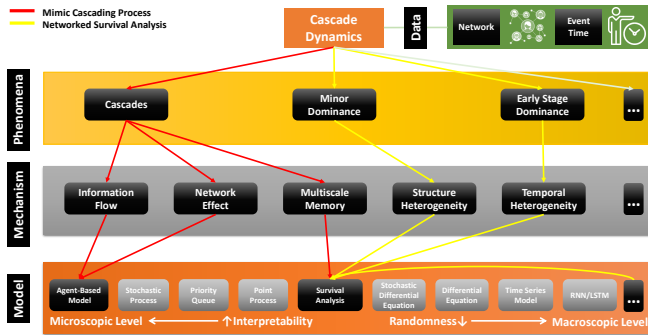 Mimic Cascading Process
Networked Survival Analysis
Cascade
Dynamics
Data
Network
Event
Time
Phenomena
Cascades
Minor
Dominance
Early Stage
Dominance
...
Mechanism
Information
Flow
Network
Effect
Multiscale
Memory
Structure
Heterogeneity
Temporal
Heterogeneity
...
Model
Agent-Based
Model
Stochastic
Process
Priority
Queue
Point
Process
Survival
Analysis
Stochastic
Differential
Equation
Differential
Equation
Time Series
Model
RNN/LSTM
...
Microscopic Level ← ↑Interpretability
Randomness↓ → Macroscopic Level